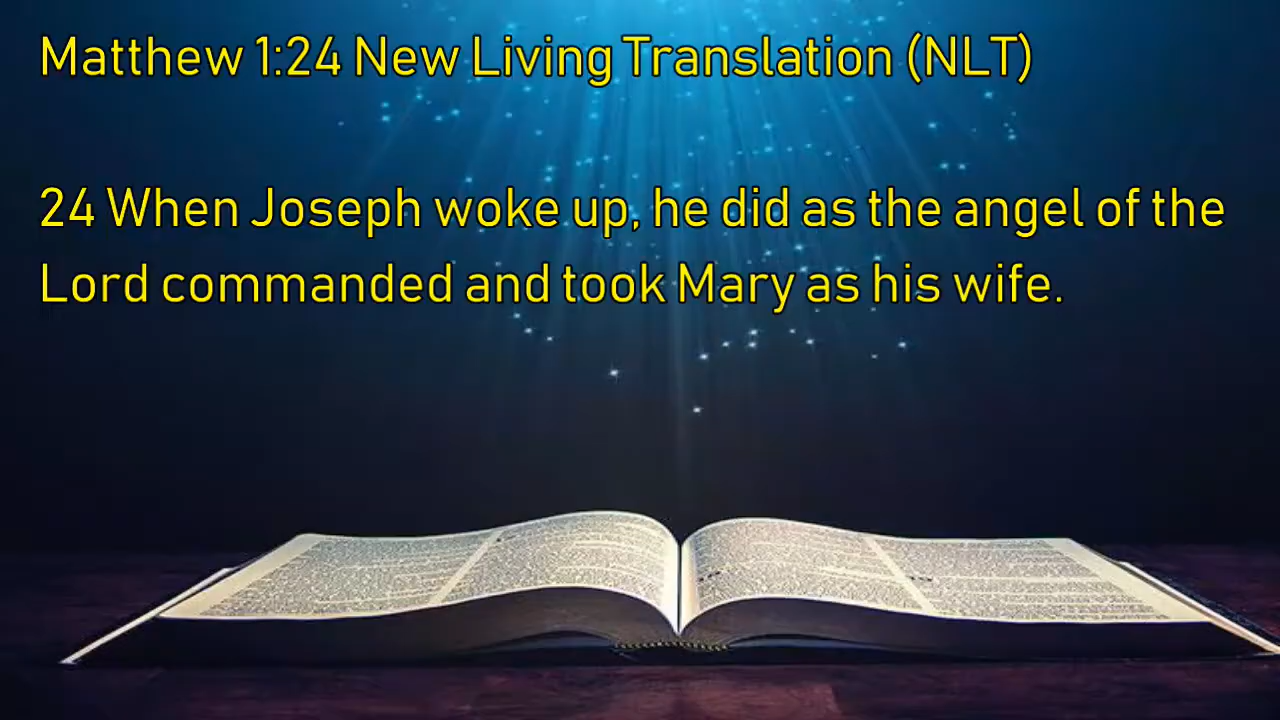 Matthew 1:24 New Living Translation (NLT)
24 When Joseph woke up, he did as the angel of the
Lord commanded and took Mary as his wife.